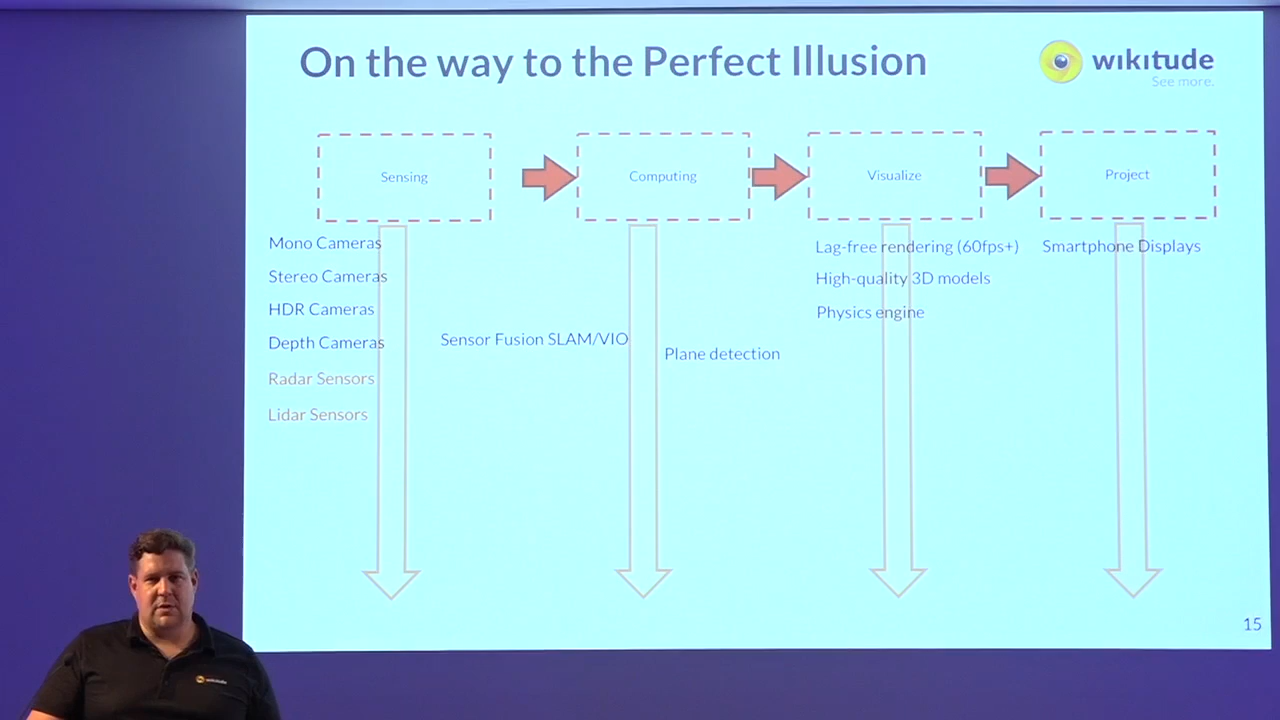 On the way to the Perfect Illusion
wikitude
See more.
Sensing
Computing
Visualize
Project
Mono Cameras
Stereo Cameras
HDR Cameras
Depth Cameras
Radar Sensors
Lidar Sensors
Sensor Fusion SLAM/VIO
Plane detection
Lag-free rendering (60fps+)
High-quality 3D models
Physics engine
Smartphone Displays
15
wikitude